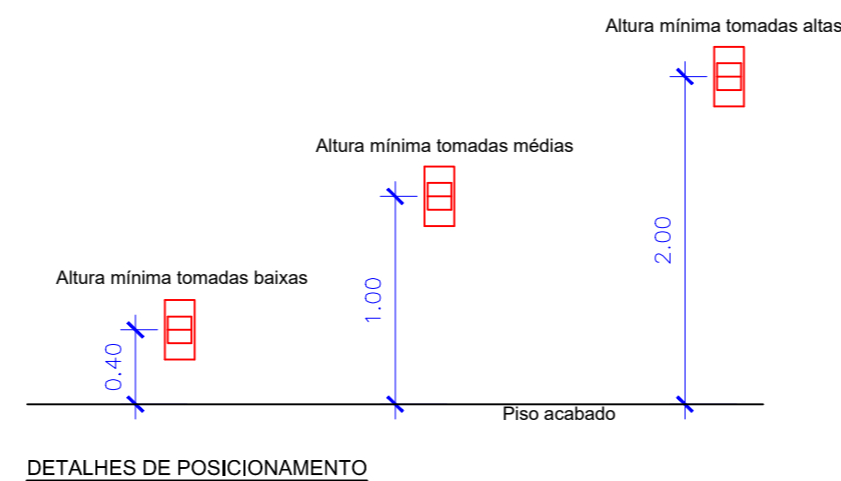 Altura mínima tomadas altas
Altura mínima tomadas médias
2.00
Altura mínima tomadas baixas
1.00
0.40
Piso acabado
DETALHES DE POSICIONAMENTO